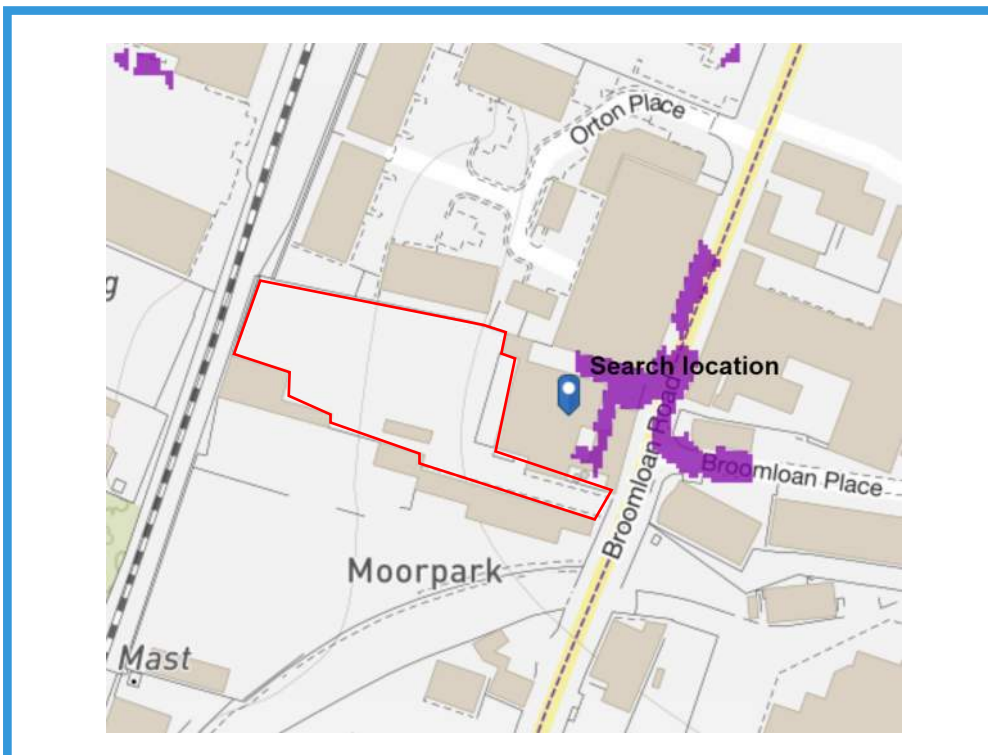 Orton Place
g
Search location
Broomloan Road
Broomloan Place
Moorpark
Mast